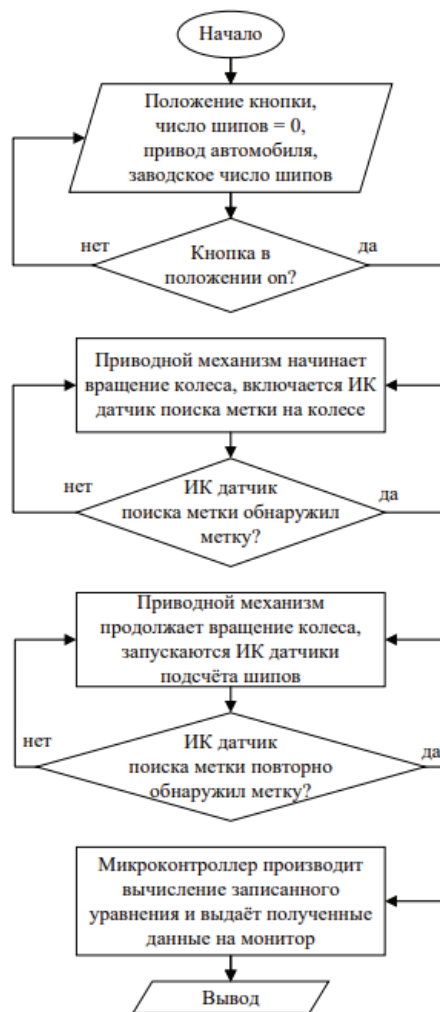 Начало
Положение кнопки,
число шипов = 0,
привод автомобиля,
заводское число шипов
нет
да
Кнопка в
положении on?
Приводной механизм начинает
вращение колеса, включается ИК
датчик поиска метки на колесе
нет
да
ИК датчик
поиска метки обнаружил
метку?
Приводной механизм
продолжает вращение колеса,
запускаются ИК датчики
подсчёта шипов
нет
да
ИК датчик
поиска метки повторно
обнаружил метку?
Микроконтроллер производит
вычисление записанного
уравнения и выдаёт полученные
данные на монитор
Вывод